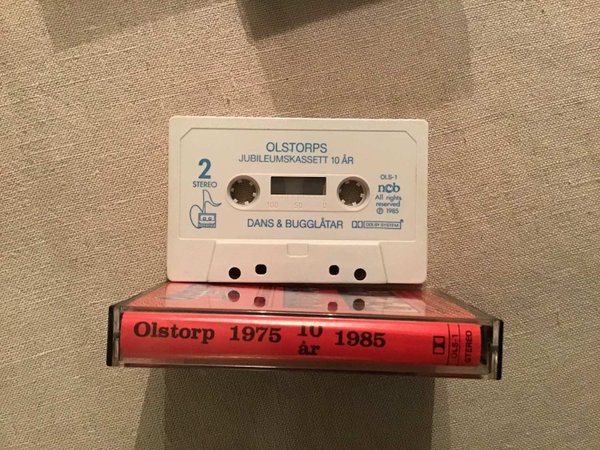 OLSTORPS
JUBILEUMSKASSETT 10 ÅR
2
STEREO
OLS-1
ncb
All rights
reserved
Ⓟ 1985
100 50 0
DANS & BUGGLÅTAR
DOLBY SYSTEM
Olstorp 1975 10 år 1985
OLS-1
STEREO